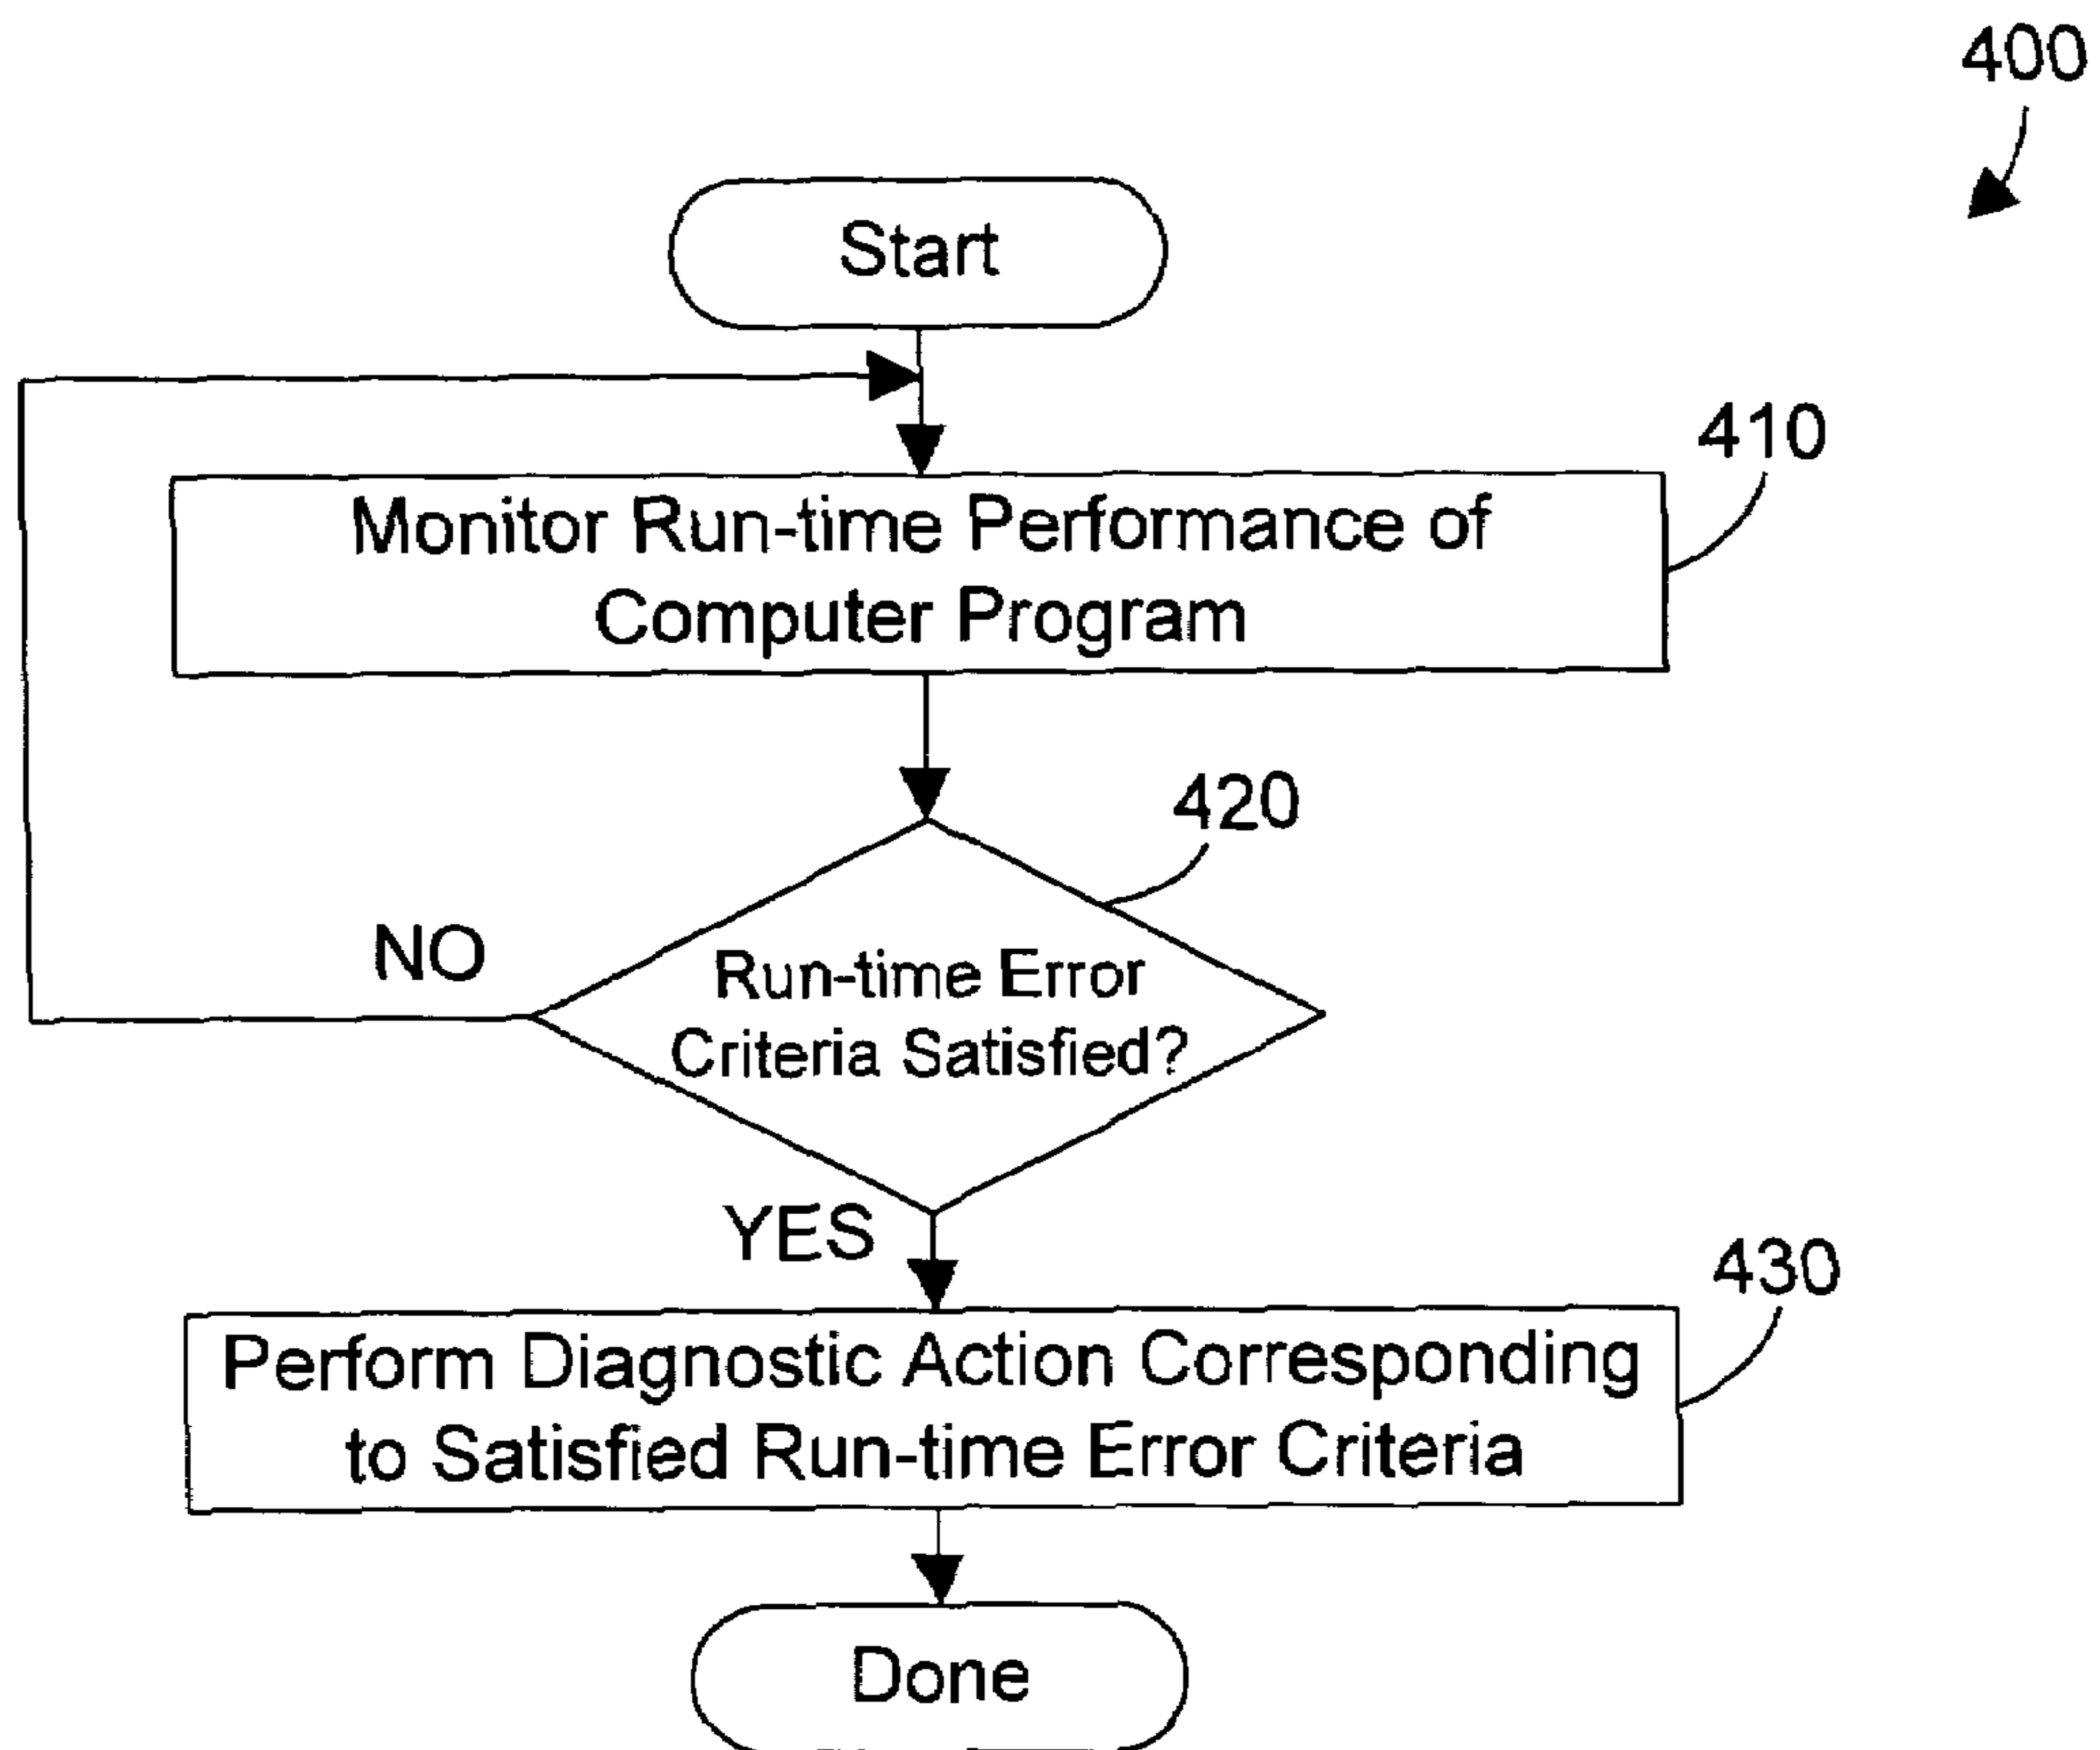 400
Start
410
Monitor Run-time Performance of
Computer Program
420
NO
Run-time Error
Criteria Satisfied?
YES
430
Perform Diagnostic Action Corresponding
to Satisfied Run-time Error Criteria
Done